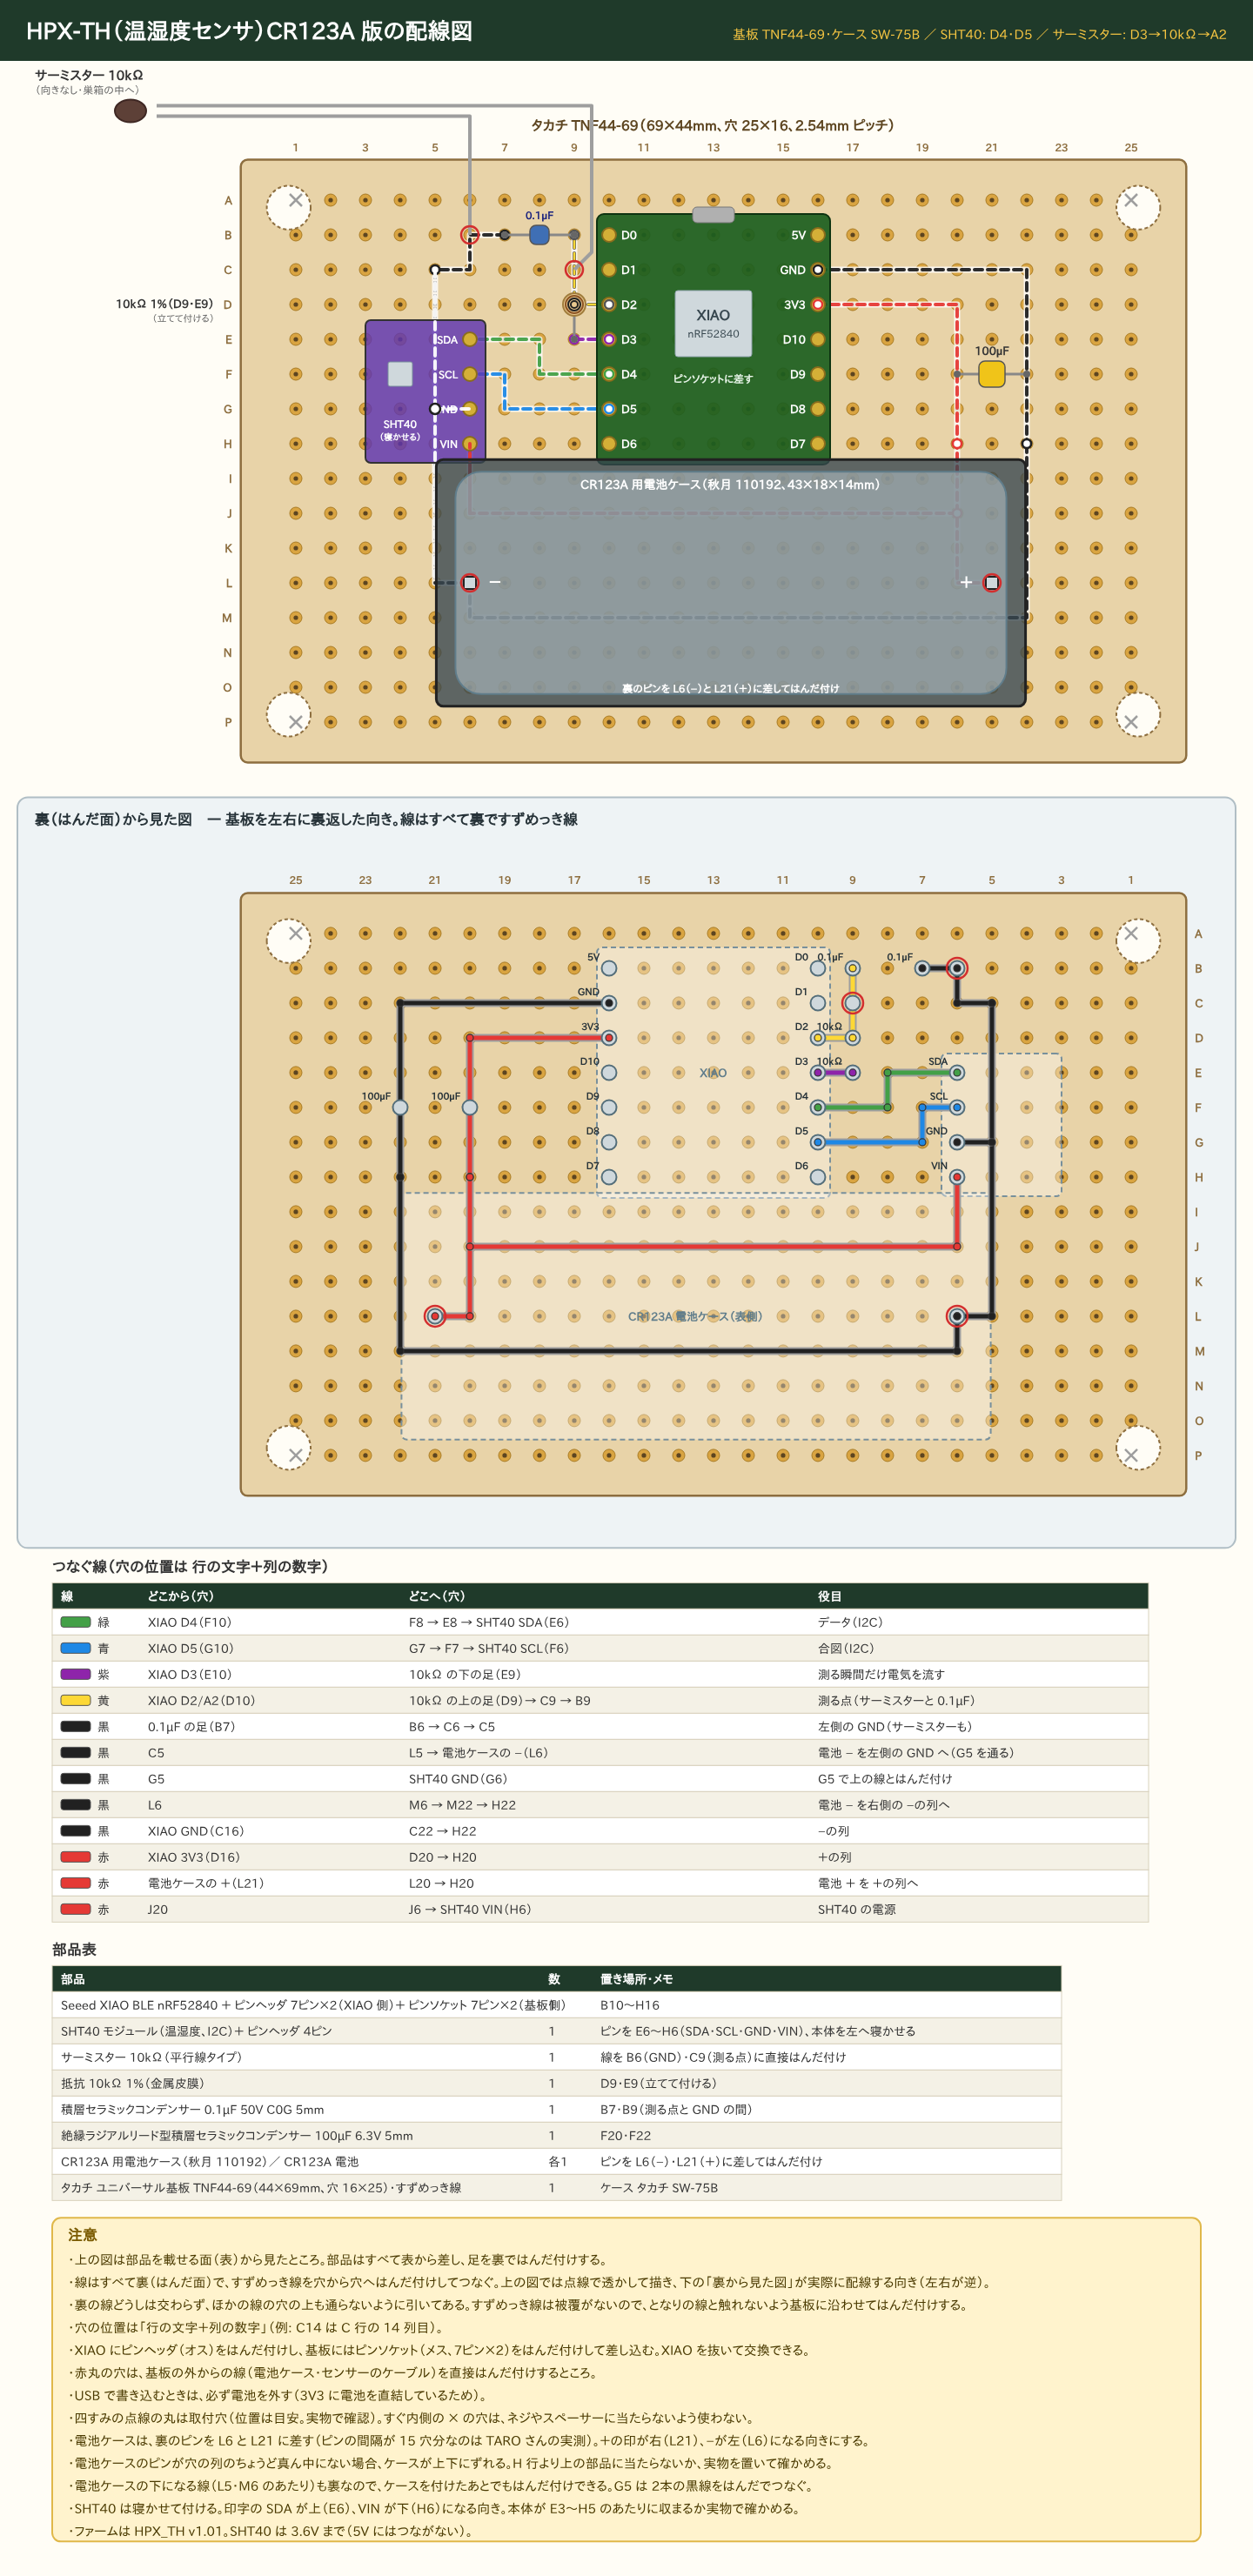 HPX-TH（温湿度センサ）CR123A 版の配線図
基板 TNF44-69・ケース SW-75B ／ SHT40: D4・D5 ／ サーミスター: D3→10kΩ→A2
サーミスター 10kΩ
（向きなし・巣箱の中へ）
タカチ TNF44-69（69×44mm、穴 25×16、2.54mm ピッチ）
1 3 5 7 9 11 13 15 17 19 21 23 25
A
B
C
D
E
F
G
H
I
J
K
L
M
N
O
P
0.1µF
10kΩ 1%（D9・E9）
（立てて付ける）
D0 5V
D1 GND
D2 3V3
D3 D10
D4 D9
D5 D8
D6 D7
XIAO
nRF52840
ピンソケットに差す
100µF
SDA
SCL
GND
VIN
SHT40
（寝かせる）
CR123A 用電池ケース（秋月 110192、43×18×14mm）
− +
裏のピンを L6（−）と L21（+）に差してはんだ付け
裏（はんだ面）から見た図　— 基板を左右に裏返した向き。線はすべて裏ですずめっき線
25 23 21 19 17 15 13 11 9 7 5 3 1
A
B
C
D
E
F
G
H
I
J
K
L
M
N
O
P
5V D0 0.1µF 0.1µF
GND D1
3V3 D2 10kΩ
D10 XIAO D3 10kΩ SDA
100µF 100µF D9 D4 SCL
D8 D5 GND
D7 D6 VIN
CR123A 電池ケース（表側）
つなぐ線（穴の位置は 行の文字＋列の数字）
線 どこから（穴） どこへ（穴） 役目
緑 XIAO D4（F10） F8 → E8 → SHT40 SDA（E6） データ（I2C）
青 XIAO D5（G10） G7 → F7 → SHT40 SCL（F6） 合図（I2C）
紫 XIAO D3（E10） 10kΩ の下の足（E9） 測る瞬間だけ電気を流す
黄 XIAO D2/A2（D10） 10kΩ の上の足（D9）→ C9 → B9 測る点（サーミスターと 0.1µF）
黒 0.1µF の足（B7） B6 → C6 → C5 左側の GND（サーミスターも）
黒 C5 L5 → 電池ケースの −（L6） 電池 − を左側の GND へ（G5 を通る）
黒 G5 SHT40 GND（G6） G5 で上の線とはんだ付け
黒 L6 M6 → M22 → H22 電池 − を右側の −の列へ
黒 XIAO GND（C16） C22 → H22 −の列
赤 XIAO 3V3（D16） D20 → H20 +の列
赤 電池ケースの +（L21） L20 → H20 電池 + を +の列へ
赤 J20 J6 → SHT40 VIN（H6） SHT40 の電源
部品表
部品 数 置き場所・メモ
Seeed XIAO BLE nRF52840 + ピンヘッダ 7ピン×2（XIAO 側）+ ピンソケット 7ピン×2（基板側） B10〜H16
SHT40 モジュール（温湿度、I2C）+ ピンヘッダ 4ピン 1 ピンを E6〜H6（SDA・SCL・GND・VIN）、本体を左へ寝かせる
サーミスター 10kΩ（平行線タイプ） 1 線を B6（GND）・C9（測る点）に直接はんだ付け
抵抗 10kΩ 1%（金属皮膜） 1 D9・E9（立てて付ける）
積層セラミックコンデンサー 0.1µF 50V C0G 5mm 1 B7・B9（測る点と GND の間）
絶縁ラジアルリード型積層セラミックコンデンサー 100µF 6.3V 5mm 1 F20・F22
CR123A 用電池ケース（秋月 110192）／ CR123A 電池 各1 ピンを L6（−）・L21（+）に差してはんだ付け
タカチ ユニバーサル基板 TNF44-69（44×69mm、穴 16×25）・すずめっき線 1 ケース タカチ SW-75B
注意
・上の図は部品を載せる面（表）から見たところ。部品はすべて表から差し、足を裏ではんだ付けする。
・線はすべて裏（はんだ面）で、すずめっき線を穴から穴へはんだ付けしてつなぐ。上の図では点線で透かして描き、下の「裏から見た図」が実際に配線する向き（左右が逆）。
・裏の線どうしは交わらず、ほかの線の穴の上も通らないように引いてある。すずめっき線は被覆がないので、となりの線と触れないよう基板に沿わせてはんだ付けする。
・穴の位置は「行の文字＋列の数字」（例: C14 は C 行の 14 列目）。
・XIAO にピンヘッダ（オス）をはんだ付けし、基板にはピンソケット（メス、7ピン×2）をはんだ付けして差し込む。XIAO を抜いて交換できる。
・赤丸の穴は、基板の外からの線（電池ケース・センサーのケーブル）を直接はんだ付けするところ。
・USB で書き込むときは、必ず電池を外す（3V3 に電池を直結しているため）。
・四すみの点線の丸は取付穴（位置は目安。実物で確認）。すぐ内側の × の穴は、ネジやスペーサーに当たらないよう使わない。
・電池ケースは、裏のピンを L6 と L21 に差す（ピンの間隔が 15 穴分なのは TARO さんの実測）。+の印が右（L21）、−が左（L6）になる向きにする。
・電池ケースのピンが穴の列のちょうど真ん中にない場合、ケースが上下にずれる。H 行より上の部品に当たらないか、実物を置いて確かめる。
・電池ケースの下になる線（L5・M6 のあたり）も裏なので、ケースを付けたあとでもはんだ付けできる。G5 は 2本の黒線をはんだでつなぐ。
・SHT40 は寝かせて付ける。印字の SDA が上（E6）、VIN が下（H6）になる向き。本体が E3〜H5 のあたりに収まるか実物で確かめる。
・ファームは HPX_TH v1.01。SHT40 は 3.6V まで（5V にはつながない）。